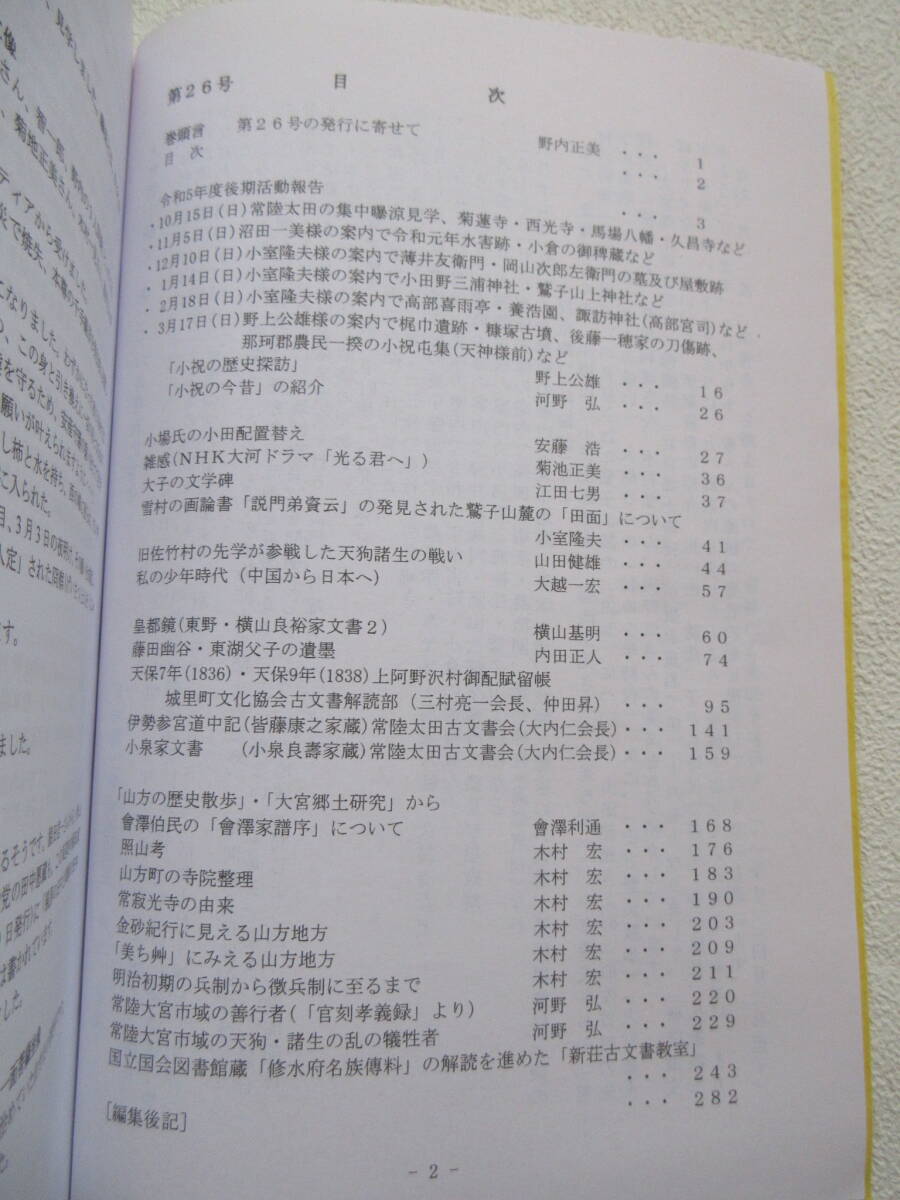 第２６号　目　次
巻頭言　第２６号の発行に寄せて　野内正美　・・・　１
目　次　・・・　２
令和5年度後期活動報告　・・・　３
・10月15日(日)常陸太田の集中曝涼見学、菊蓮寺・西光寺・馬場八幡・久昌寺など
・11月5日(日)沼田一美様の案内で令和元年水害跡・小倉の御稗蔵など
・12月10日(日)小室隆夫様の案内で薄井友衛門・岡山次郎左衛門の墓及び屋敷跡
・1月14日(日)小室隆夫様の案内で小田野三浦神社・鷲子山上神社など
・2月18日(日)小室隆夫様の案内で高部喜雨亭・養浩園、諏訪神社(高部宮司)など
・3月17日(日)野上公雄様の案内で梶巾遺跡・糠塚古墳、後藤一穂家の刀傷跡、
那珂郡農民一揆の小祝屯集(天神様前)など
「小祝の歴史探訪」　野上公雄　・・・　１６
「小祝の今昔」の紹介　河野　弘　・・・　２６
小場氏の小田配置替え　安藤　浩　・・・　２７
雑感(ＮＨＫ大河ドラマ「光る君へ」)　菊池正美　・・・　３６
大子の文学碑　江田七男　・・・　３７
雪村の画論書「説門弟資云」の発見された鷲子山麓の「田面」について
小室隆夫　・・・　４１
旧佐竹村の先学が参戦した天狗諸生の戦い　山田健雄　・・・　４４
私の少年時代（中国から日本へ）　大越一宏　・・・　５７
皇都鏡(東野・横山良裕家文書２)　横山基明　・・・　６０
藤田幽谷・東湖父子の遺墨　内田正人　・・・　７４
天保7年(1836)・天保9年(1838)上阿野沢村御配賦留帳
城里町文化協会古文書解読部（三村亮一会長、仲田昇）　・・・　９５
伊勢参宮道中記(皆藤康之家蔵)常陸太田古文書会(大内仁会長)・・・　１４１
小泉家文書　(小泉良壽家蔵)常陸太田古文書会(大内仁会長)・・・　１５９
「山方の歴史散歩」・「大宮郷土研究」から
會澤伯民の「會澤家譜序」について　會澤利通　・・・　１６８
照山考　木村　宏　・・・　１７６
山方町の寺院整理　木村　宏　・・・　１８３
常寂光寺の由来　木村　宏　・・・　１９０
金砂紀行に見える山方地方　木村　宏　・・・　２０３
「美ち艸」にみえる山方地方　木村　宏　・・・　２０９
明治初期の兵制から徴兵制に至るまで　木村　宏　・・・　２１１
常陸大宮市域の善行者(「官刻孝義録」より)　河野　弘　・・・　２２０
常陸大宮市域の天狗・諸生の乱の犠牲者　河野　弘　・・・　２２９
国立国会図書館蔵「修水府名族傳料」の解読を進めた「新荘古文書教室」
・・・　２４３
[編集後記]　・・・　２８２
- 2 -